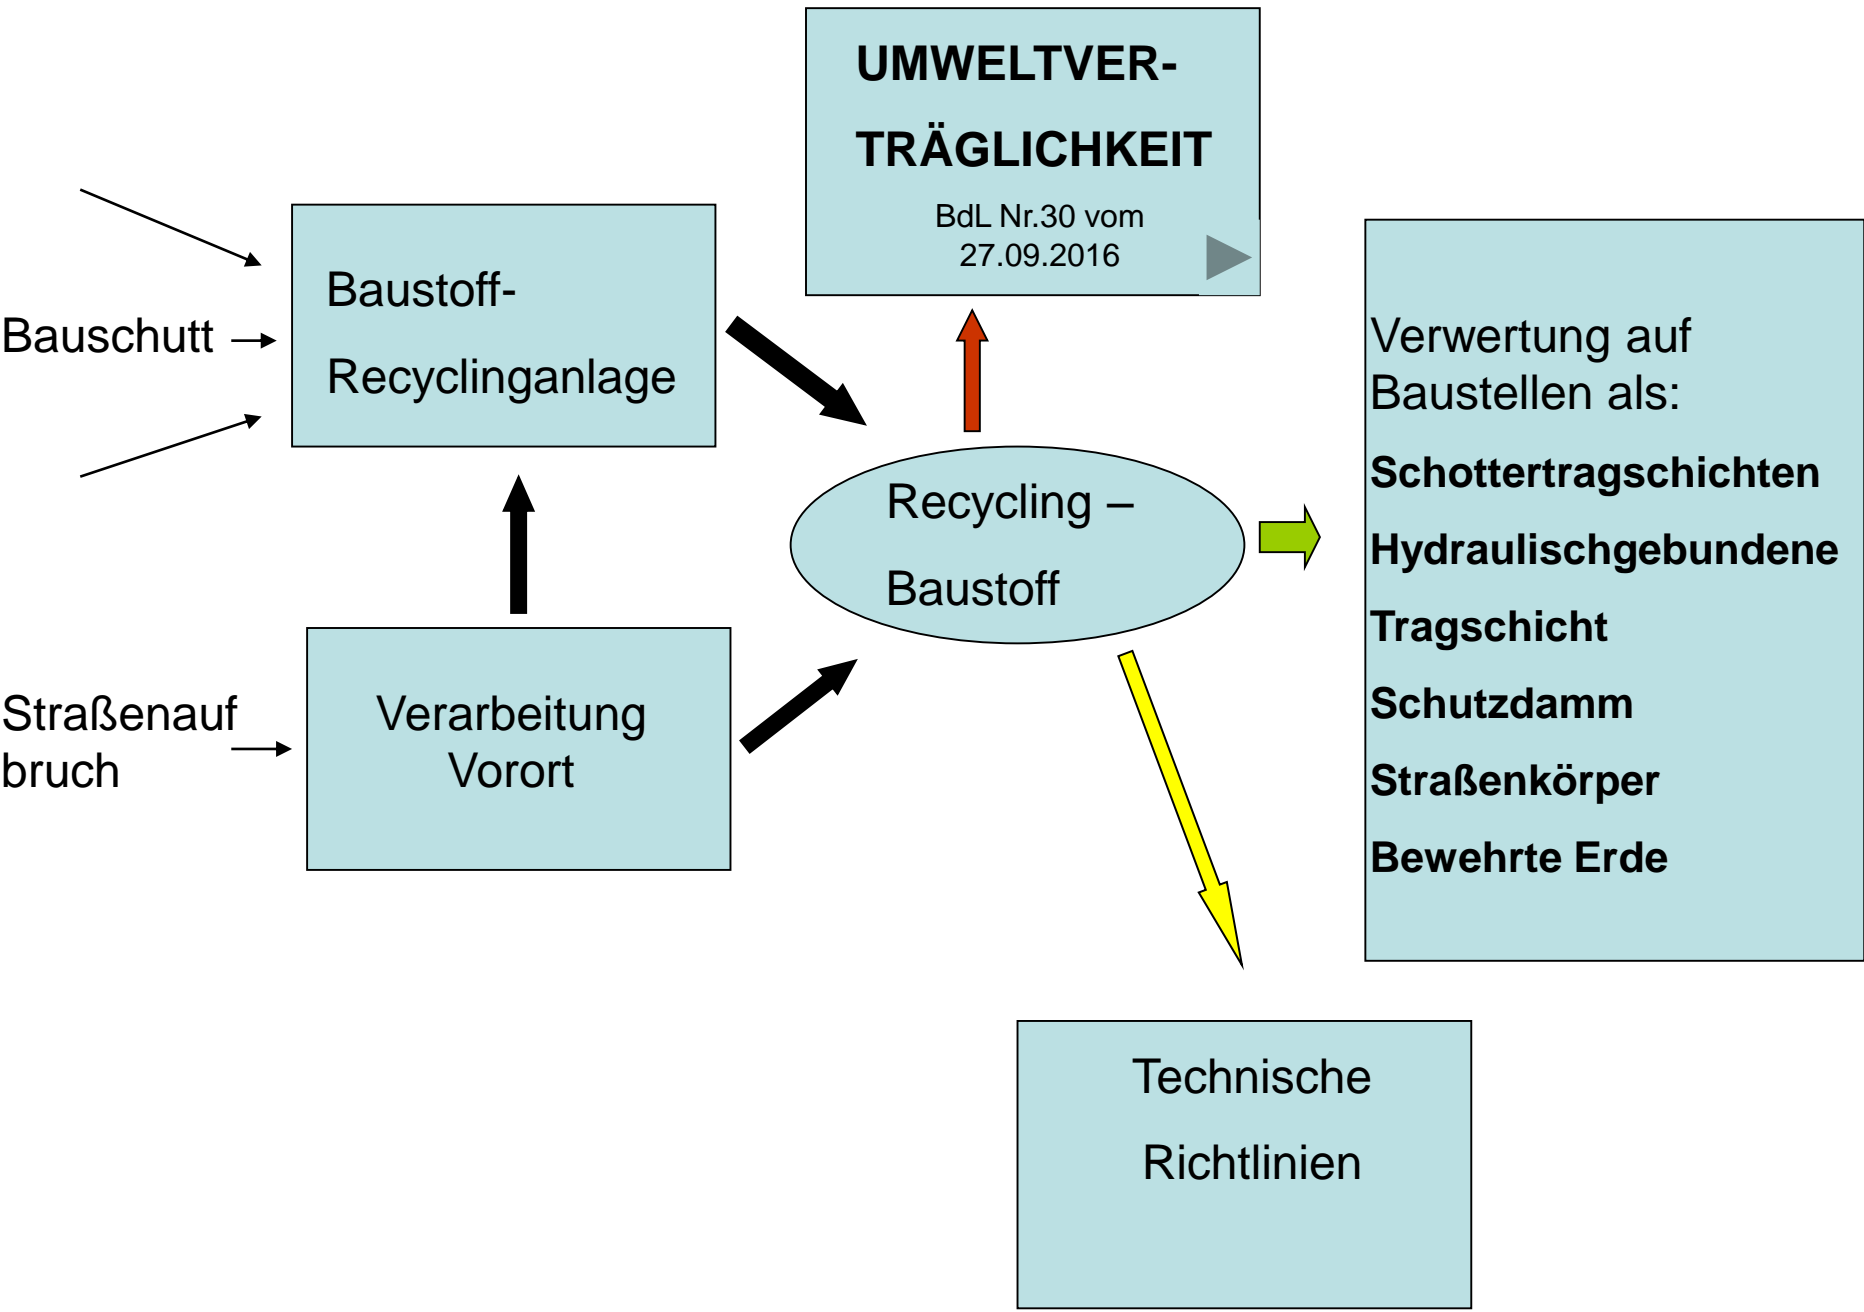 UMWELTVER-
TRÄGLICHKEIT
BdL Nr.30 vom
27.09.2016
Baustoff-
Recyclinganlage
Bauschutt
Recycling –
Baustoff
Straßenauf
bruch
Verarbeitung
Vorort
Verwertung auf
Baustellen als:
Schottertragschichten
Hydraulischgebundene
Tragschicht
Schutzdamm
Straßenkörper
Bewehrte Erde
Technische
Richtlinien